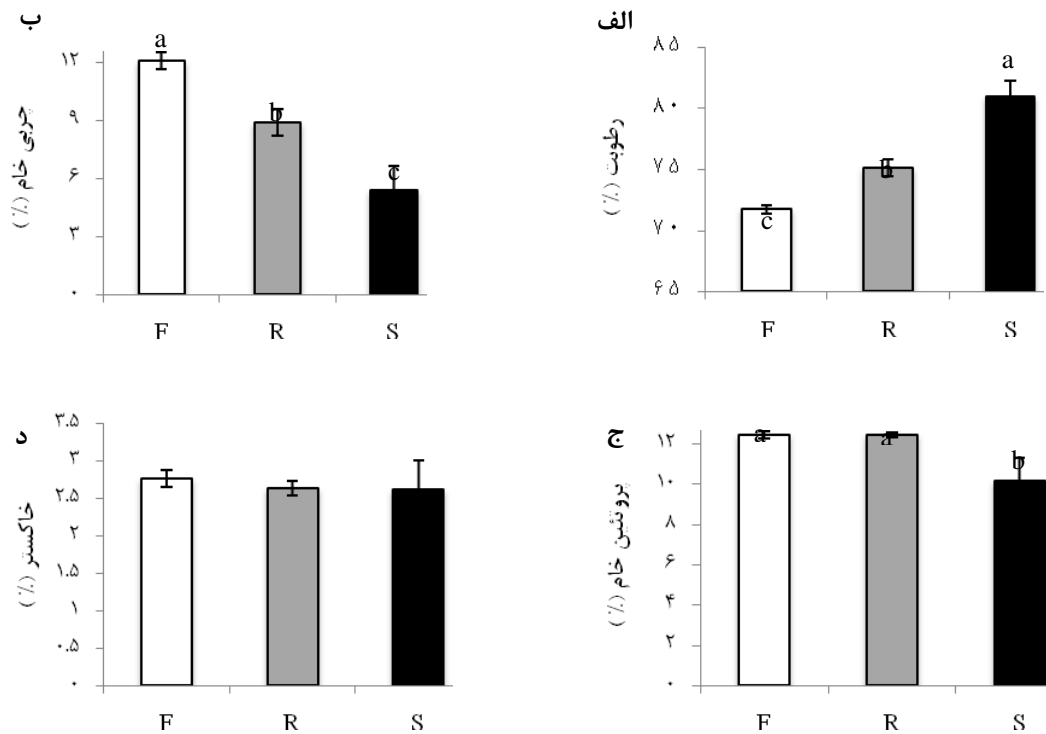 الف
رطوبت (٪)
۸۵
۸۰
۷۵
۷۰
۶۵
c
b
a
F R S
ب
چربی خام (٪)
۱۲
۹
۶
۳
۰
a
b
c
F R S
ج
پروتئین خام (٪)
۱۲
۱۰
۸
۶
۴
۲
۰
a
a
b
F R S
د
خاکستر (٪)
۳.۵
۳
۲.۵
۲
۱.۵
۱
۰.۵
۰
F R S